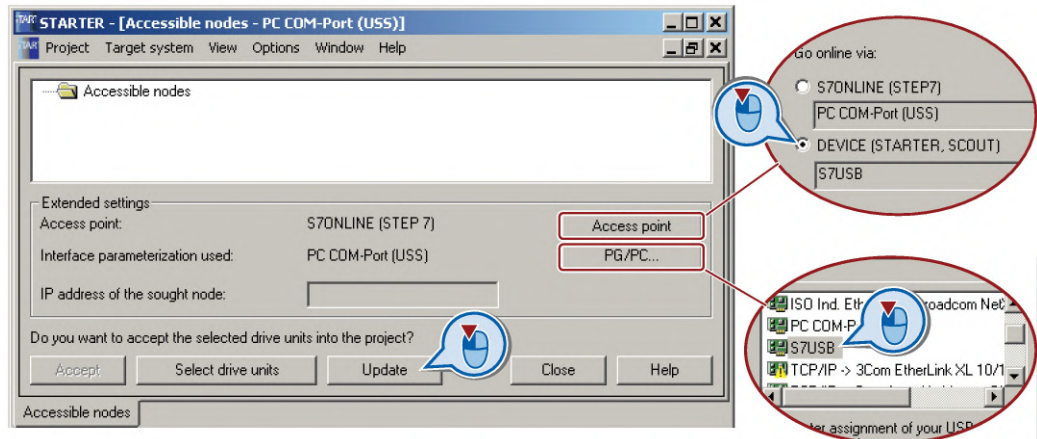 STARTER - [Accessible nodes - PC COM-Port (USS)]
Project Target system View Options Window Help
Accessible nodes
Extended settings
Access point: S7ONLINE (STEP 7) Access point
Interface parameterization used: PC COM-Port (USS) PG/PC...
IP address of the sought node:
Do you want to accept the selected drive units into the project?
Accept Select drive units Update Close Help
Accessible nodes
Go online via:
S7ONLINE (STEP7)
PC COM-Port (USS)
DEVICE (STARTER, SCOUT)
S7USB
ISO Ind.
PC COM-P
S7USB
TCP/IP -> 3Com EtherLink XL 10/1
assignment of your USB